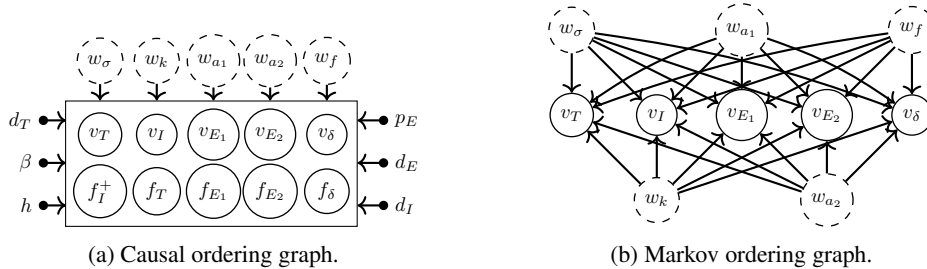 w_σ w_k w_{a_1} w_{a_2} w_f
d_T v_T v_I v_{E_1} v_{E_2} v_δ p_E
β d_E
h f_I^+ f_T f_{E_1} f_{E_2} f_δ d_I
(a) Causal ordering graph.
w_σ w_{a_1} w_f
v_T v_I v_{E_1} v_{E_2} v_δ
w_k w_{a_2}
(b) Markov ordering graph.